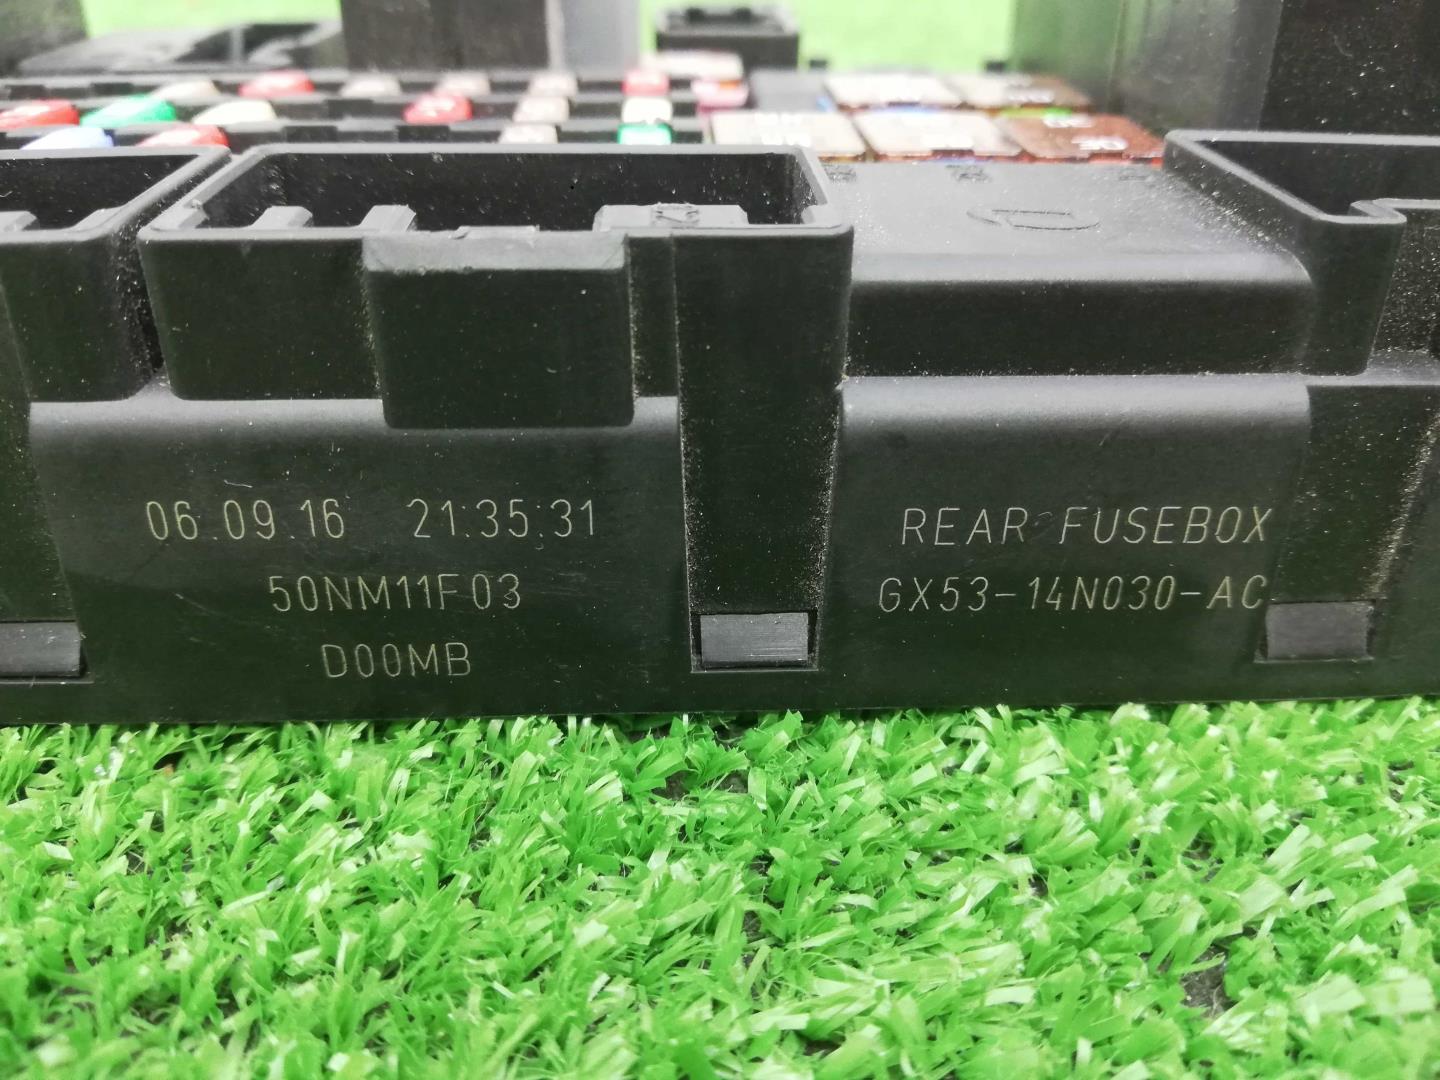 06.09.16 21:35:31
50NM11F03
D00MB
REAR FUSEBOX
GX53-14N030-AC